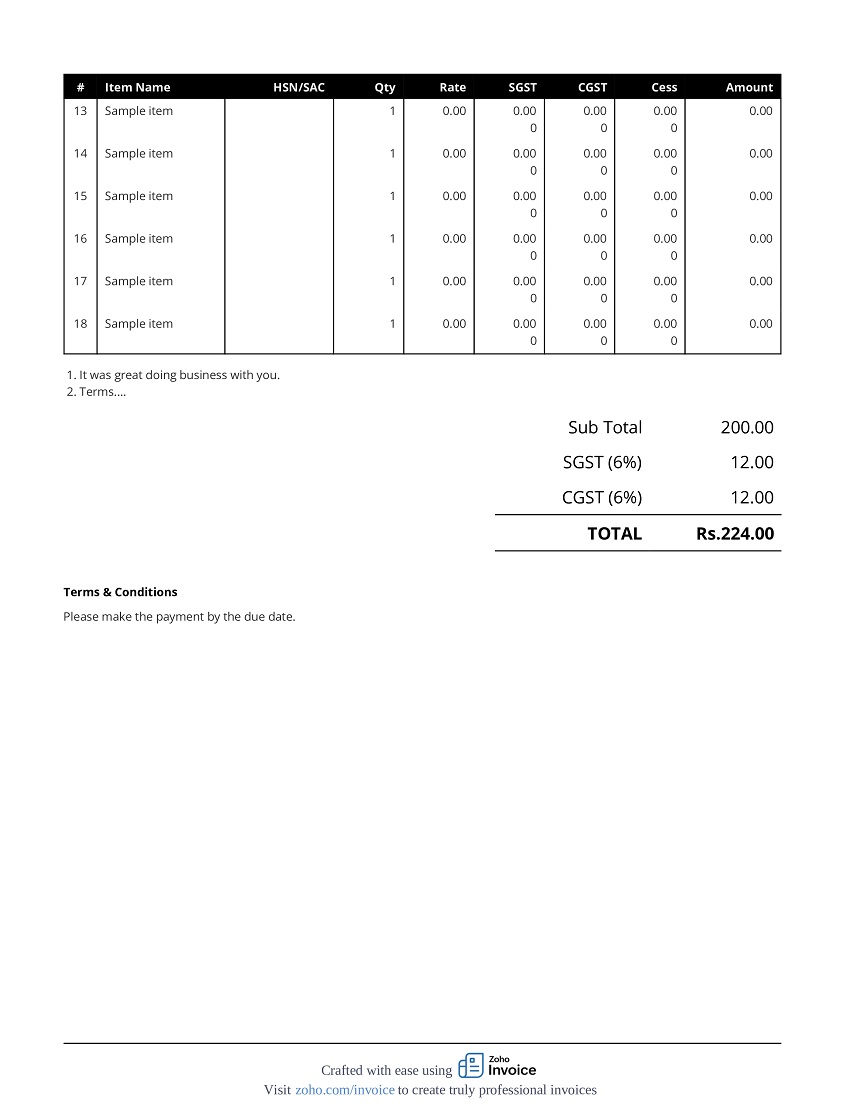 # Item Name HSN/SAC Qty Rate SGST CGST Cess Amount
13 Sample item 1 0.00 0.00 0.00 0.00 0.00
0 0 0
14 Sample item 1 0.00 0.00 0.00 0.00 0.00
0 0 0
15 Sample item 1 0.00 0.00 0.00 0.00 0.00
0 0 0
16 Sample item 1 0.00 0.00 0.00 0.00 0.00
0 0 0
17 Sample item 1 0.00 0.00 0.00 0.00 0.00
0 0 0
18 Sample item 1 0.00 0.00 0.00 0.00 0.00
0 0 0
1. It was great doing business with you.
2. Terms....
Sub Total 200.00
SGST (6%) 12.00
CGST (6%) 12.00
TOTAL Rs.224.00
Terms & Conditions
Please make the payment by the due date.
Crafted with ease using Zoho Invoice
Visit zoho.com/invoice to create truly professional invoices